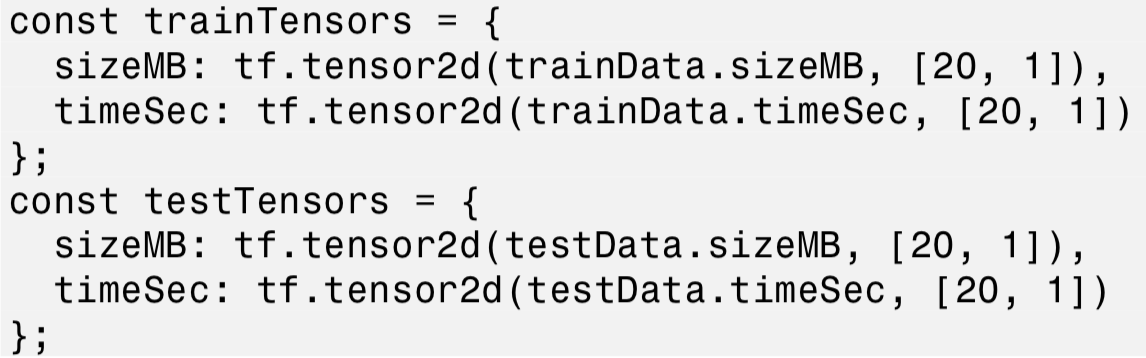 const trainTensors = {
  sizeMB: tf.tensor2d(trainData.sizeMB, [20, 1]),
  timeSec: tf.tensor2d(trainData.timeSec, [20, 1])
};
const testTensors = {
  sizeMB: tf.tensor2d(testData.sizeMB, [20, 1]),
  timeSec: tf.tensor2d(testData.timeSec, [20, 1])
};